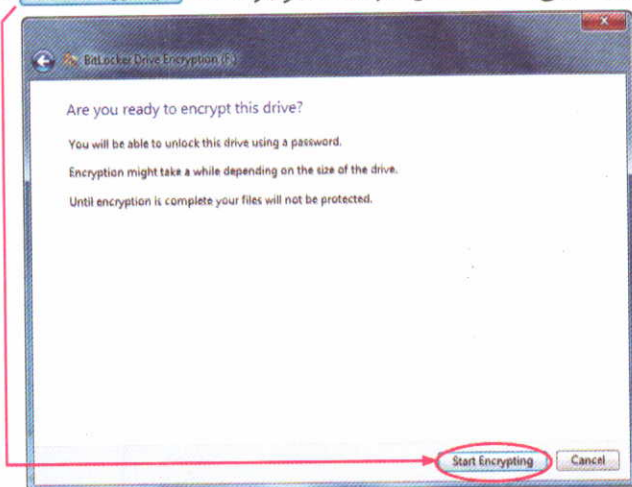 BitLocker Drive Encryption (F:)
Are you ready to encrypt this drive?
You will be able to unlock this drive using a password.
Encryption might take a while depending on the size of the drive.
Until encryption is complete your files will not be protected.
Start Encrypting
Cancel